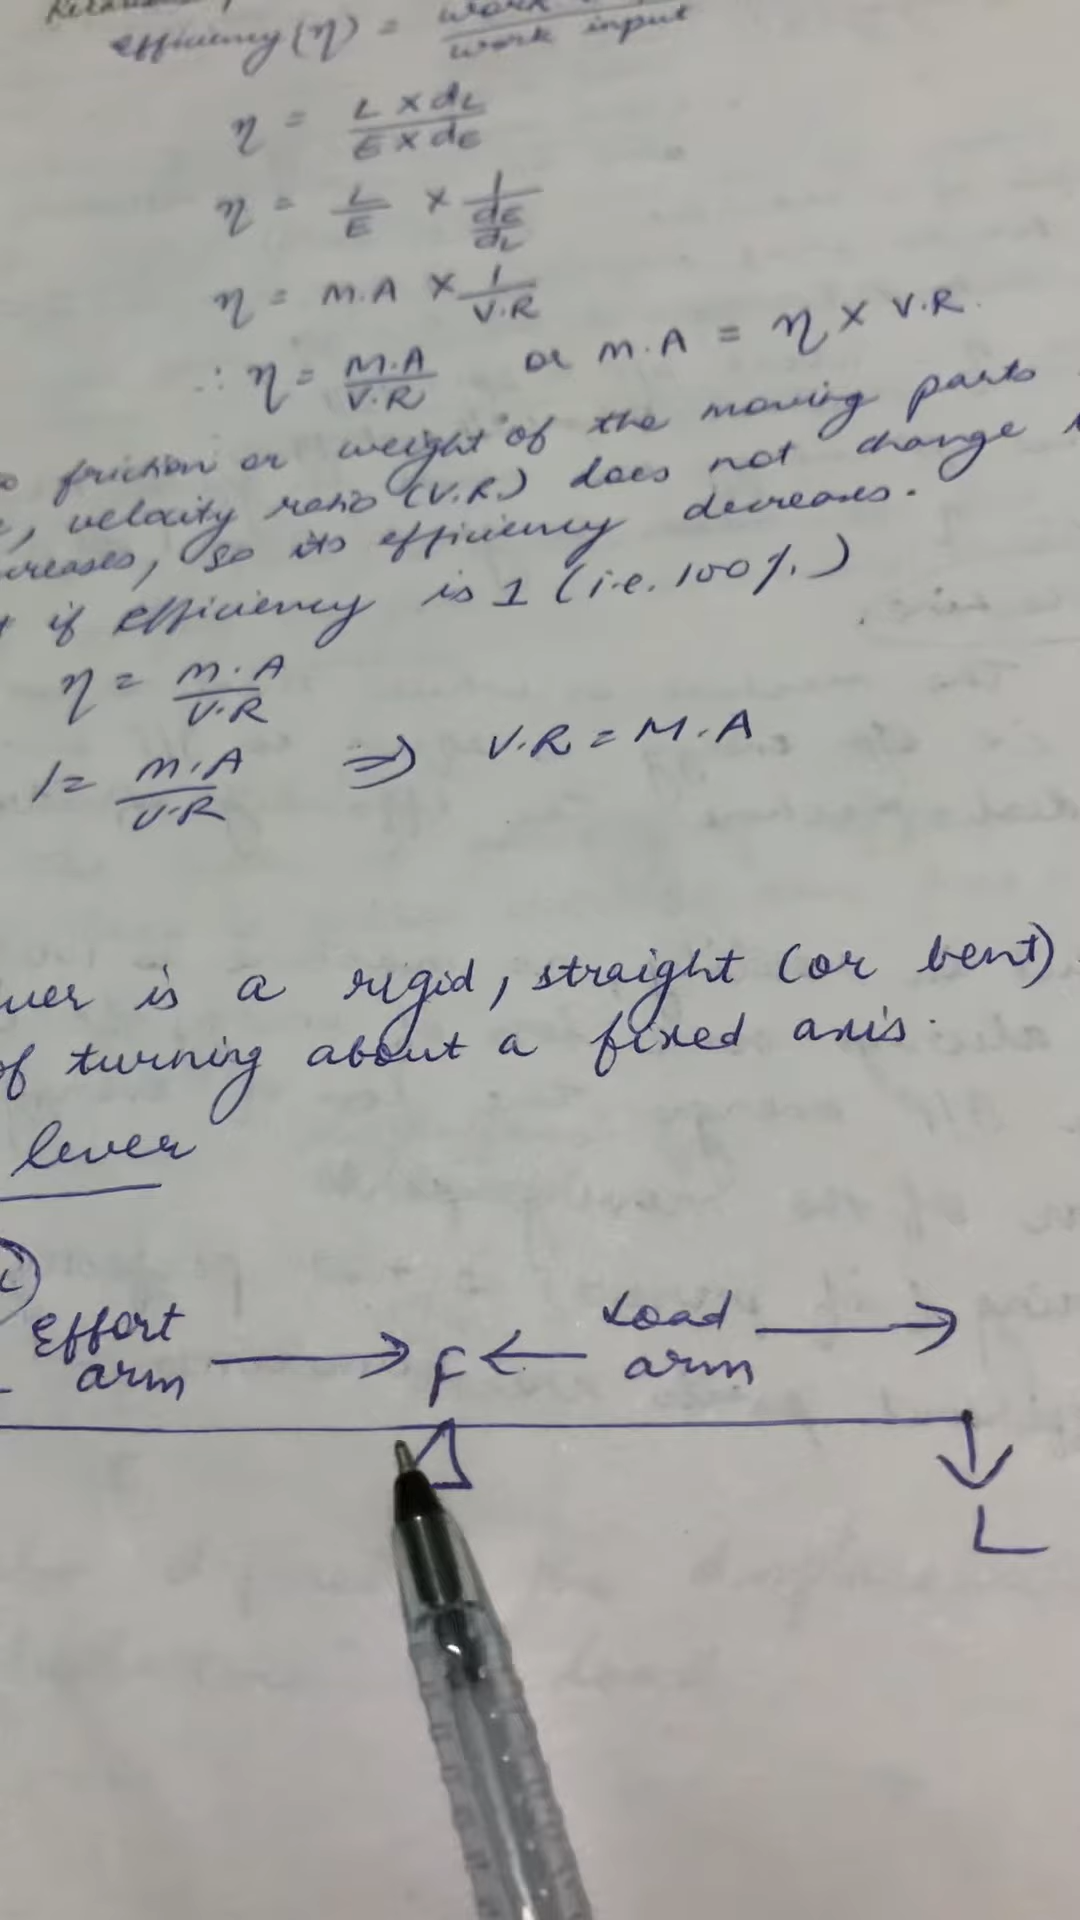 efficiency (η) = work / work input
η = L × dL / E × dE
η = L/E × 1/(dE/dL)
η = M.A × 1/V.R
∴ η = M.A/V.R or M.A = η × V.R.
friction or weight of the moving parts
velocity ratio (V.R.) does not change
creases, so its efficiency decreases.
if efficiency is 1 (i.e. 100%)
η = M.A/V.R
1 = M.A/V.R ⇒ V.R = M.A
ver is a rigid, straight (or bent)
of turning about a fixed axis.
lever
Effort arm → F ← Load arm →
L